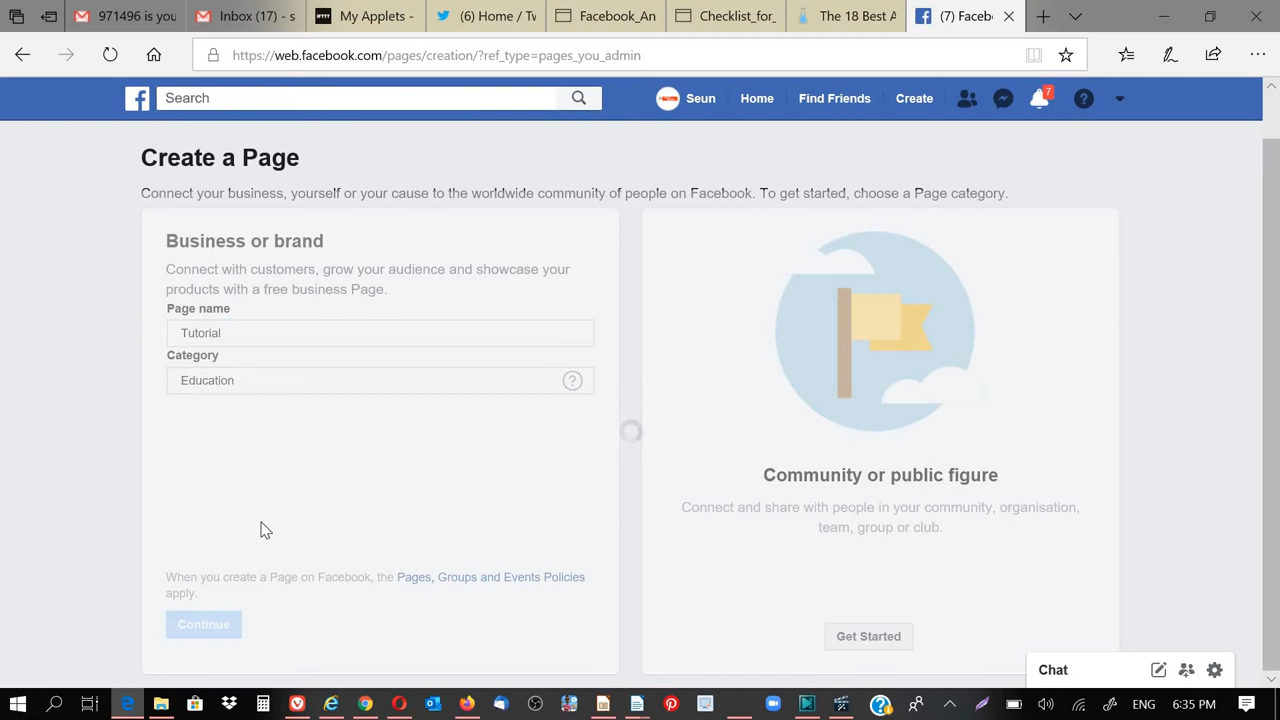 971496 is you
Inbox (17) - s
My Applets -
(6) Home / Tw
Facebook_An
Checklist_for_
The 18 Best A
(7) Facebo
https://web.facebook.com/pages/creation/?ref_type=pages_you_admin
Search
Seun
Home
Find Friends
Create
7
Create a Page
Connect your business, yourself or your cause to the worldwide community of people on Facebook. To get started, choose a Page category.
Business or brand
Connect with customers, grow your audience and showcase your
products with a free business Page.
Page name
Tutorial
Category
Education
When you create a Page on Facebook, the Pages, Groups and Events Policies
apply.
Continue
Community or public figure
Connect and share with people in your community, organisation,
team, group or club.
Get Started
Chat
ENG
6:35 PM